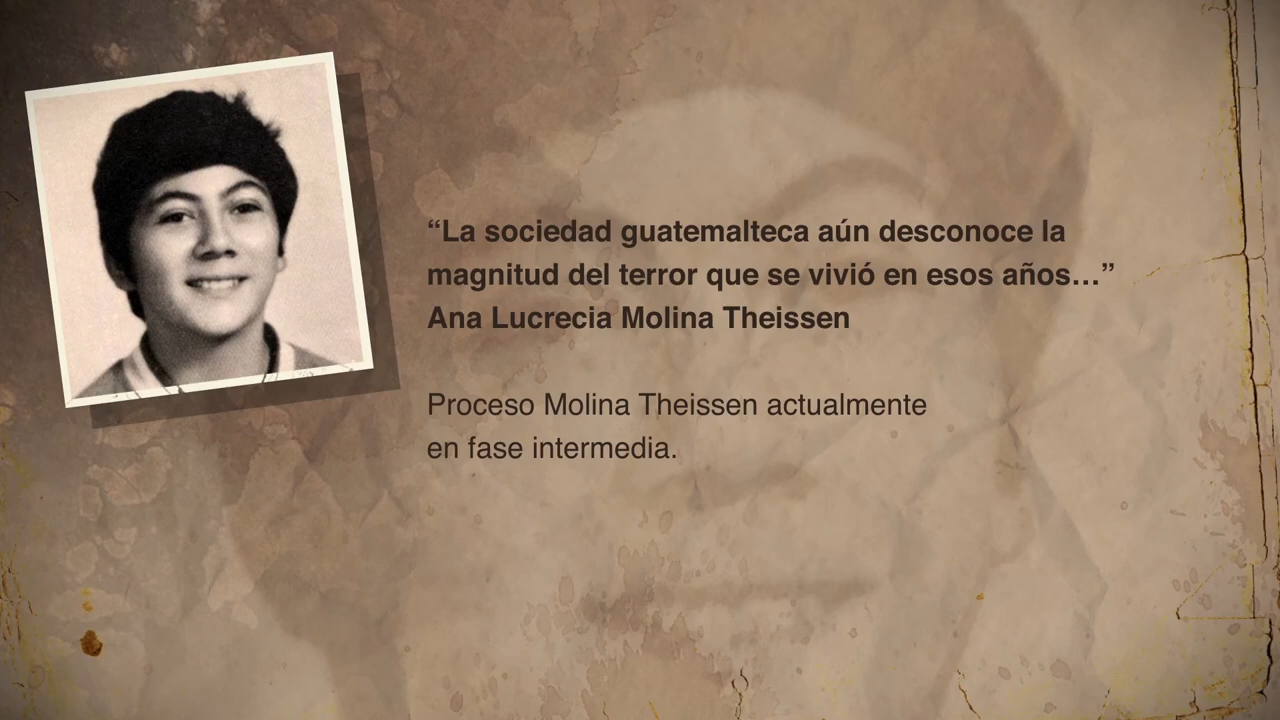 “La sociedad guatemalteca aún desconoce la
magnitud del terror que se vivió en esos años…”
Ana Lucrecia Molina Theissen
Proceso Molina Theissen actualmente
en fase intermedia.